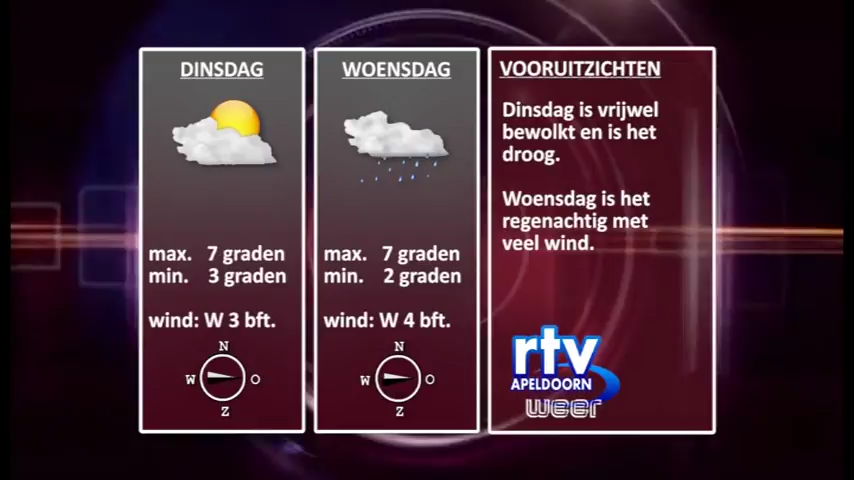 DINSDAG
max. 7 graden
min. 3 graden
wind: W 3 bft.
N
W O
Z
WOENSDAG
max. 7 graden
min. 2 graden
wind: W 4 bft.
N
W O
Z
VOORUITZICHTEN
Dinsdag is vrijwel
bewolkt en is het
droog.
Woensdag is het
regenachtig met
veel wind.
rtv
APELDOORN
weer